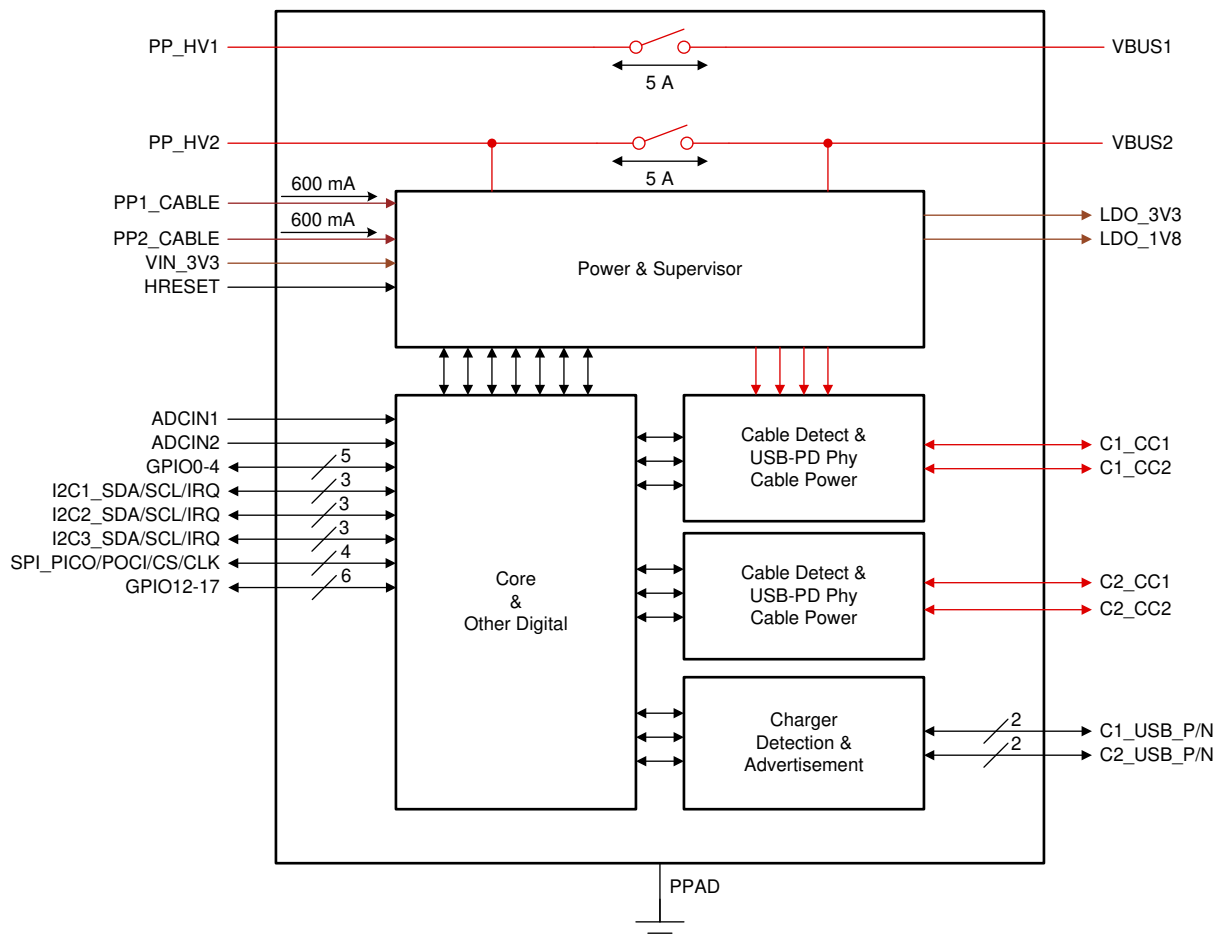 PP_HV1
VBUS1
5 A
PP_HV2
VBUS2
5 A
600 mA
PP1_CABLE
600 mA
PP2_CABLE
VIN_3V3
HRESET
Power & Supervisor
LDO_3V3
LDO_1V8
ADCIN1
ADCIN2
GPIO0-4
5
I2C1_SDA/SCL/IRQ
3
I2C2_SDA/SCL/IRQ
3
I2C3_SDA/SCL/IRQ
3
SPI_PICO/POCI/CS/CLK
4
GPIO12-17
6
Core
&
Other Digital
Cable Detect &
USB-PD Phy
Cable Power
C1_CC1
C1_CC2
Cable Detect &
USB-PD Phy
Cable Power
C2_CC1
C2_CC2
Charger
Detection &
Advertisement
2
C1_USB_P/N
2
C2_USB_P/N
PPAD